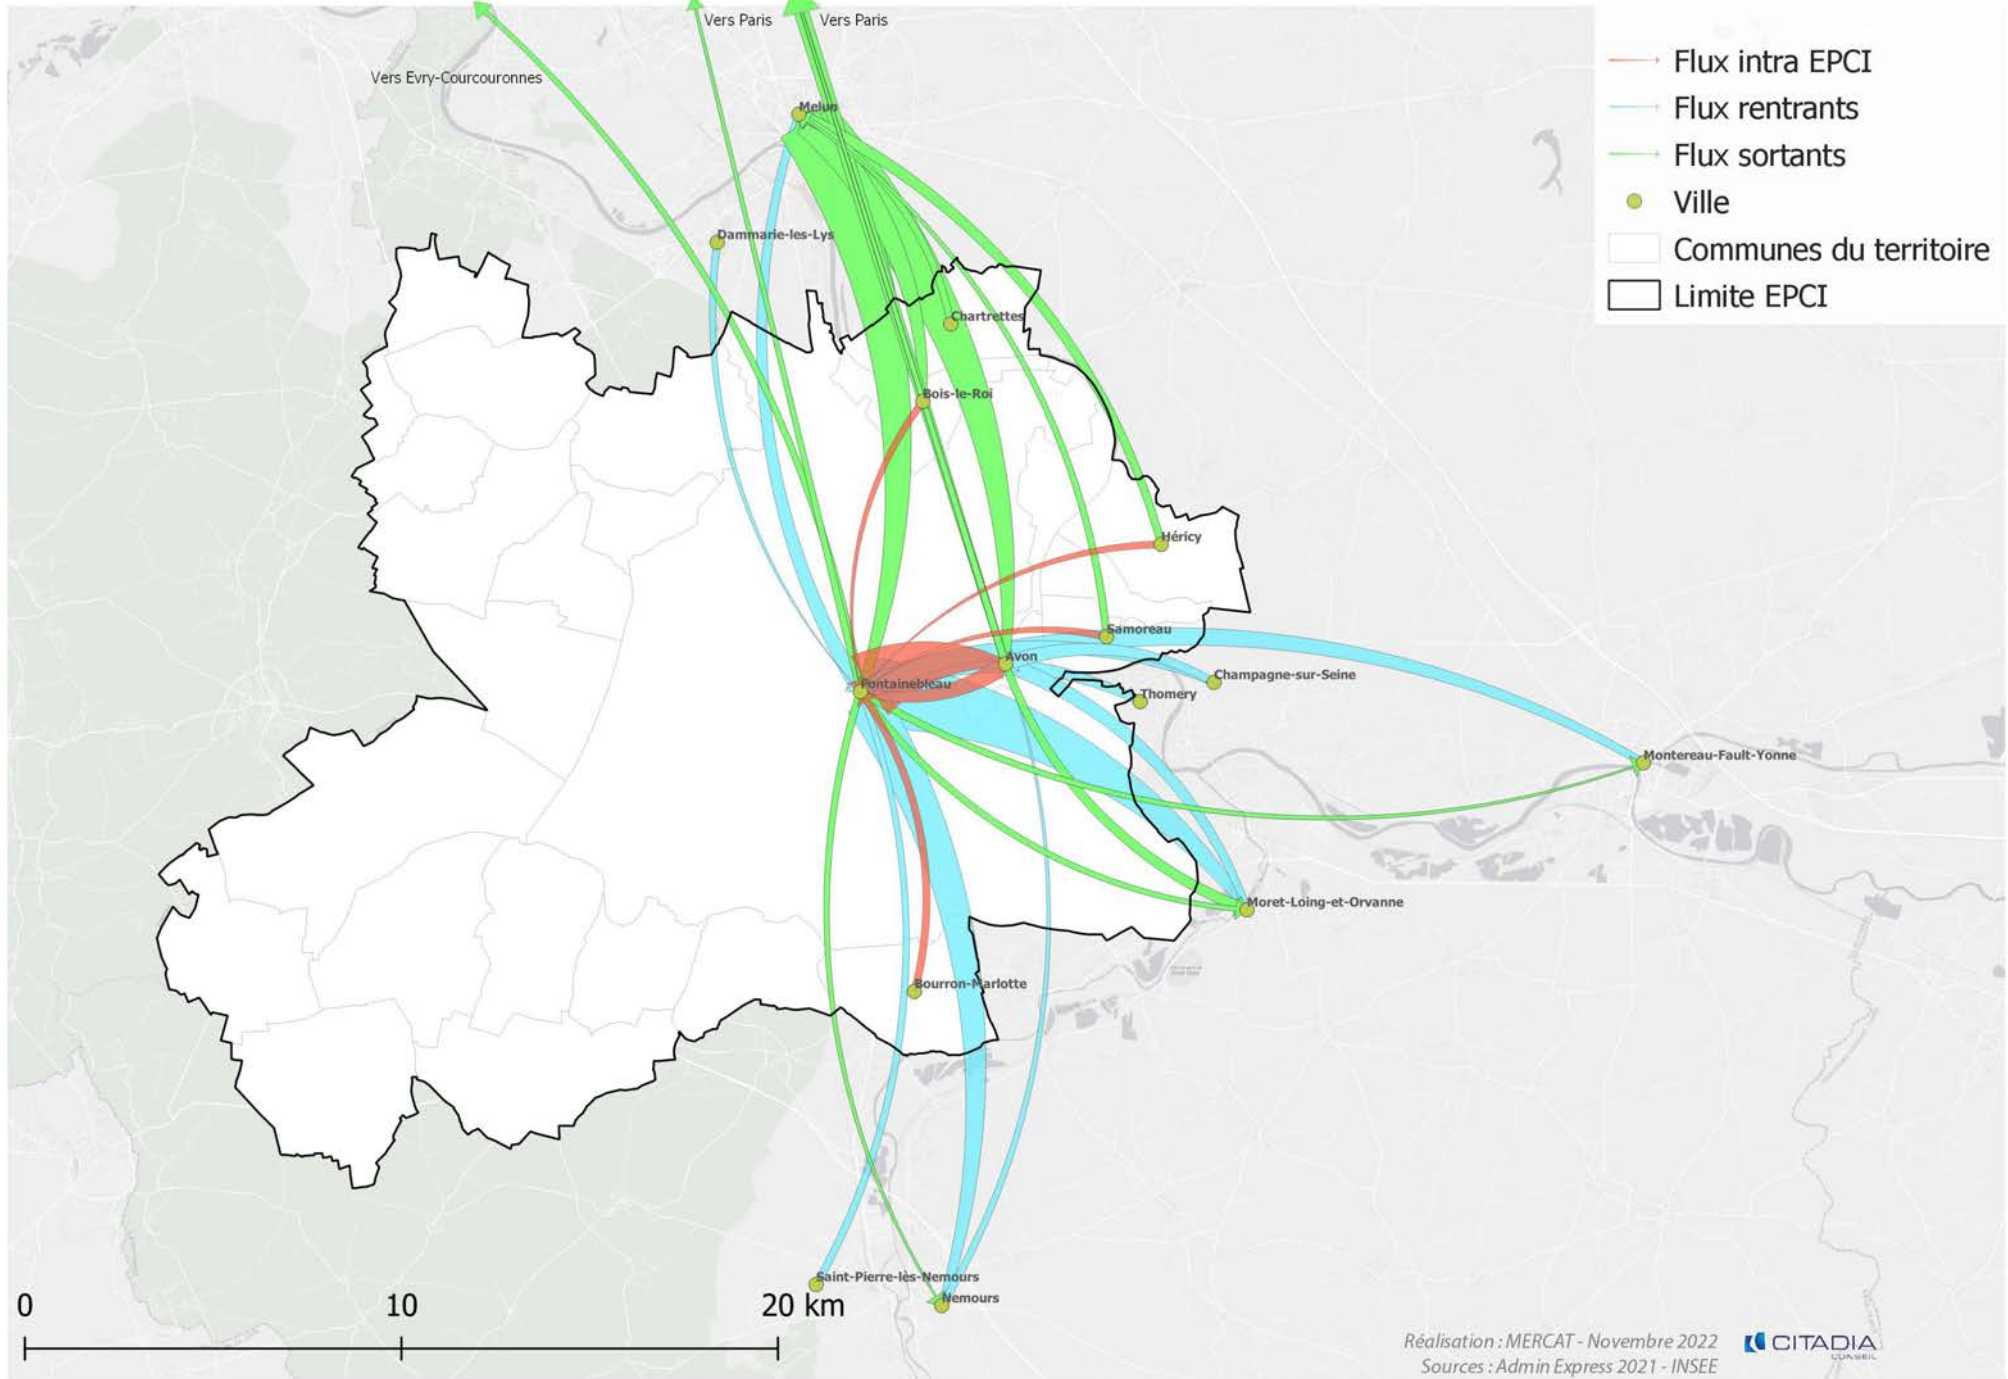 Vers Paris
Vers Paris
Vers Evry-Courcouronnes
Flux intra EPCI
Flux rentrants
Flux sortants
Ville
Communes du territoire
Limite EPCI
Melun
Dammarie-les-Lys
Chartrettes
Bois-le-Roi
Héricy
Samoreau
Avon
Champagne-sur-Seine
Fontainebleau
Thomery
Montereau-Fault-Yonne
Moret-Loing-et-Orvanne
Bourron-Marlotte
Saint-Pierre-lès-Nemours
Nemours
0 10 20 km
Réalisation : MERCAT - Novembre 2022
Sources : Admin Express 2021 - INSEE
CITADIA
CONSEIL